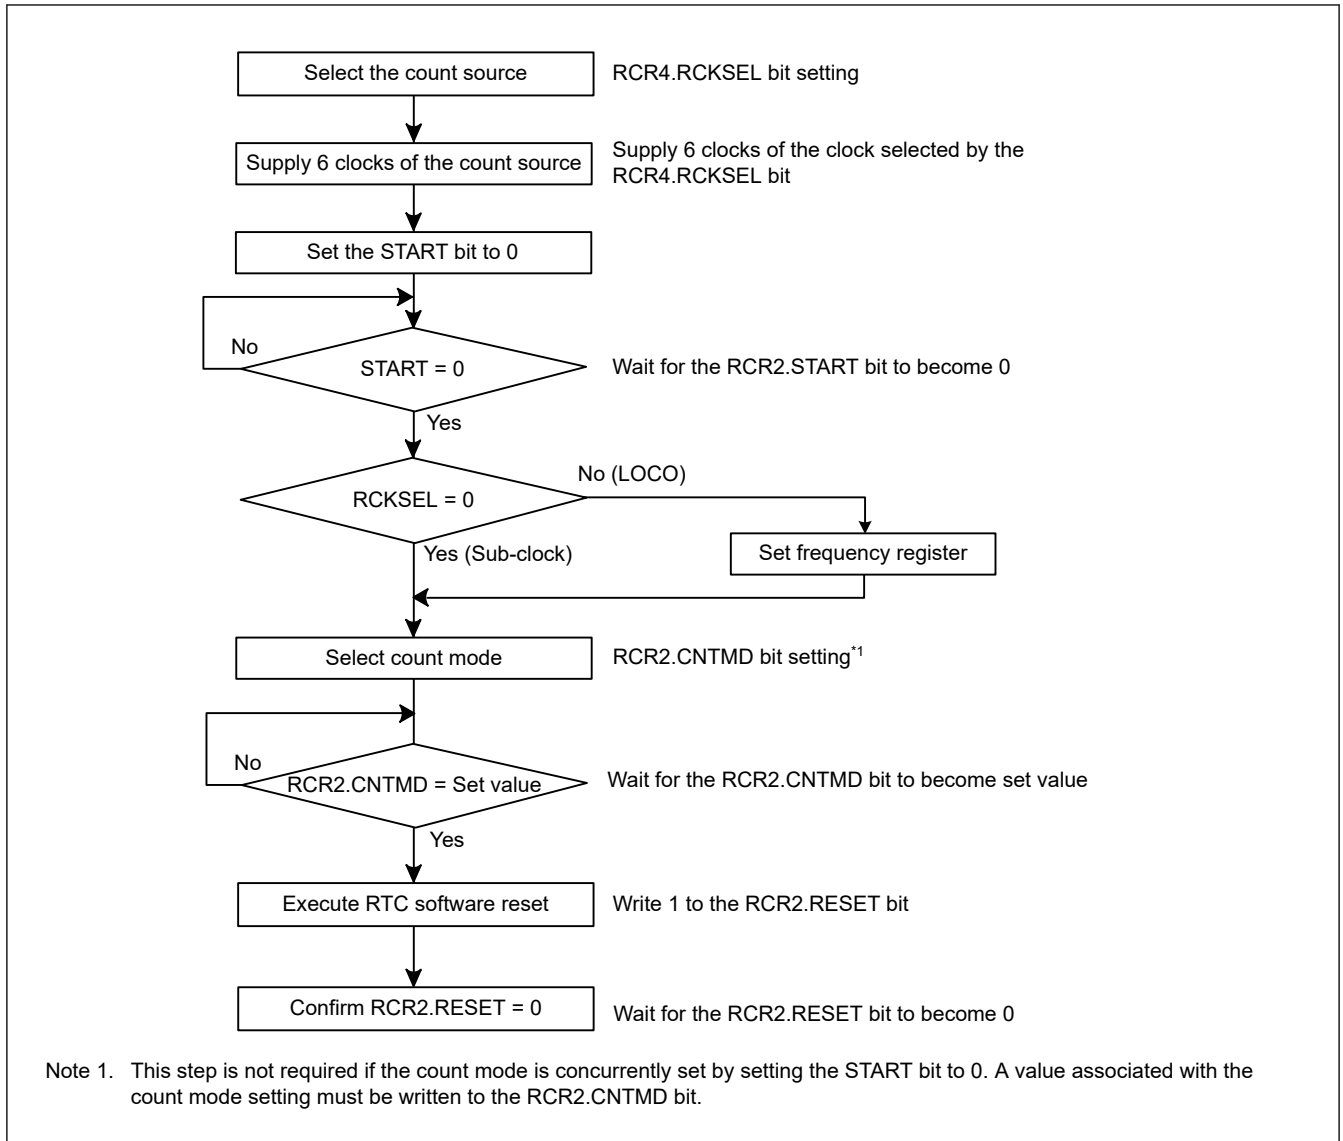 Select the count source
RCR4.RCKSEL bit setting
Supply 6 clocks of the count source
Supply 6 clocks of the clock selected by the
RCR4.RCKSEL bit
Set the START bit to 0
No
START = 0
Wait for the RCR2.START bit to become 0
Yes
No (LOCO)
RCKSEL = 0
Set frequency register
Yes (Sub-clock)
Select count mode
RCR2.CNTMD bit setting*1
No
RCR2.CNTMD = Set value
Wait for the RCR2.CNTMD bit to become set value
Yes
Execute RTC software reset
Write 1 to the RCR2.RESET bit
Confirm RCR2.RESET = 0
Wait for the RCR2.RESET bit to become 0
Note 1. This step is not required if the count mode is concurrently set by setting the START bit to 0. A value associated with the
count mode setting must be written to the RCR2.CNTMD bit.